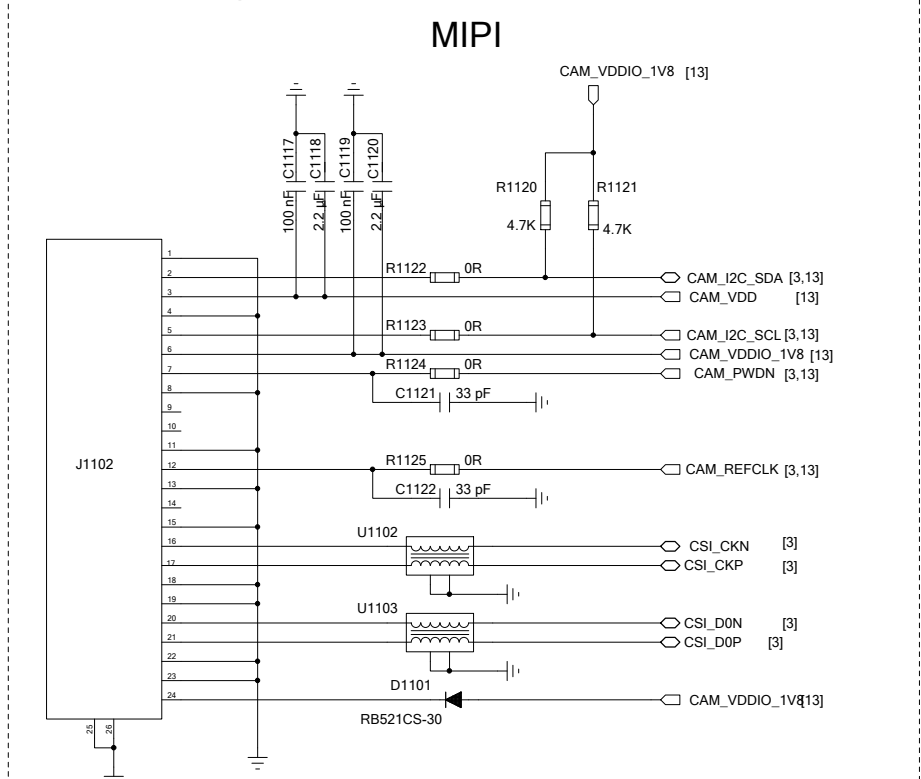 MIPI
CAM_VDDIO_1V8 [13]
C1117
C1118
C1119
C1120
100 nF
2.2 µF
100 nF
2.2 µF
R1120
R1121
4.7K
4.7K
1
R1122 0R
2
CAM_I2C_SDA [3,13]
3
CAM_VDD [13]
4
R1123 0R
5
CAM_I2C_SCL [3,13]
6
CAM_VDDIO_1V8 [13]
R1124 0R
7
CAM_PWDN [3,13]
8
C1121 33 pF
9
10
11
J1102
R1125 0R
12
CAM_REFCLK [3,13]
13
C1122 33 pF
14
15
U1102
16
CSI_CKN [3]
17
CSI_CKP [3]
18
19
U1103
20
CSI_D0N [3]
21
CSI_D0P [3]
22
23
D1101
24
CAM_VDDIO_1V8[13]
RB521CS-30
25
26